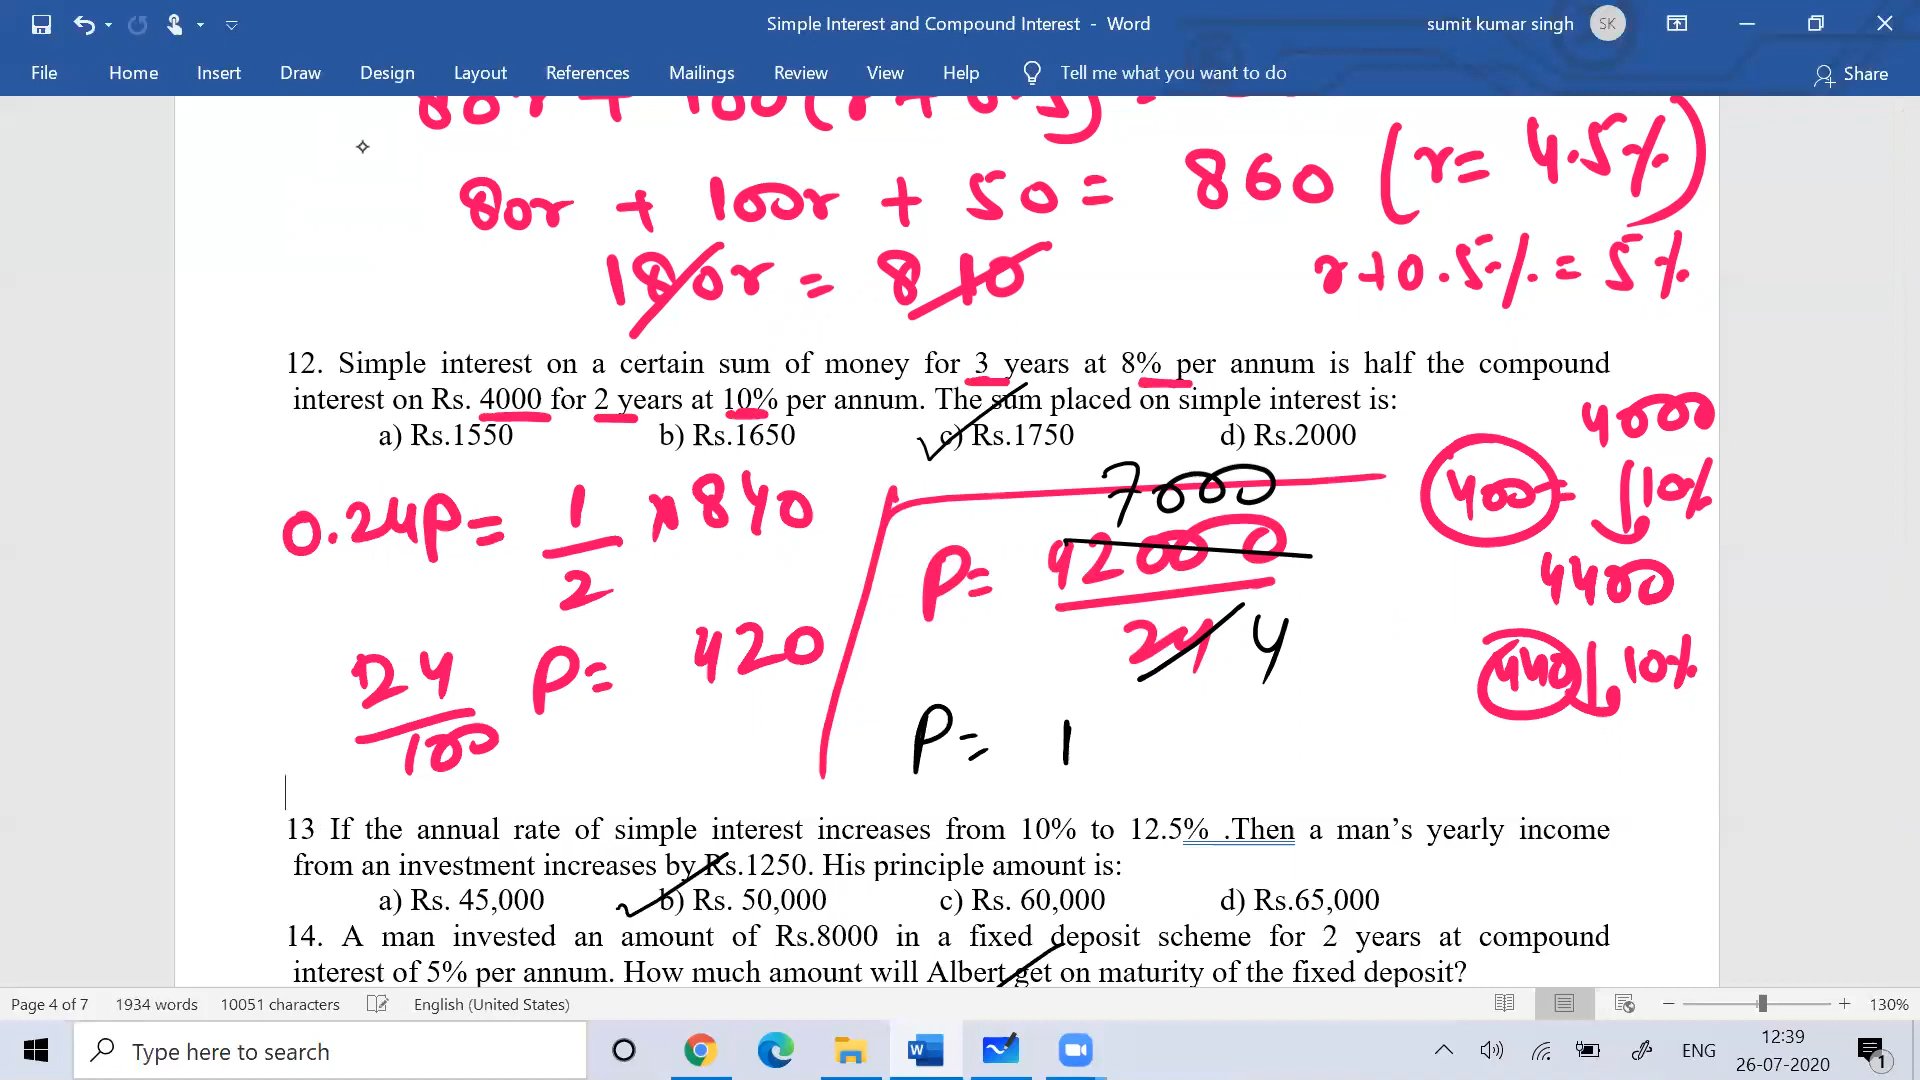 Simple Interest and Compound Interest - Word
sumit kumar singh
SK
File Home Insert Draw Design Layout References Mailings Review View Help Tell me what you want to do
Share
80r + 100r + 50 = 860
(r = 4.5%)
180r = 810
r+0.5% = 5%
12. Simple interest on a certain sum of money for 3 years at 8% per annum is half the compound
interest on Rs. 4000 for 2 years at 10% per annum. The sum placed on simple interest is:
a) Rs.1550 b) Rs.1650 c) Rs.1750 d) Rs.2000
4000
400 = 10%
4400
440 10%
0.24P = 1/2 x 840
24/100 P = 420
7000
P = 42000/24 4
P = 1
13 If the annual rate of simple interest increases from 10% to 12.5% .Then a man's yearly income
from an investment increases by Rs.1250. His principle amount is:
a) Rs. 45,000 b) Rs. 50,000 c) Rs. 60,000 d) Rs.65,000
14. A man invested an amount of Rs.8000 in a fixed deposit scheme for 2 years at compound
interest of 5% per annum. How much amount will Albert get on maturity of the fixed deposit?
Page 4 of 7 1934 words 10051 characters English (United States) 130%
Type here to search
ENG
12:39
26-07-2020
1